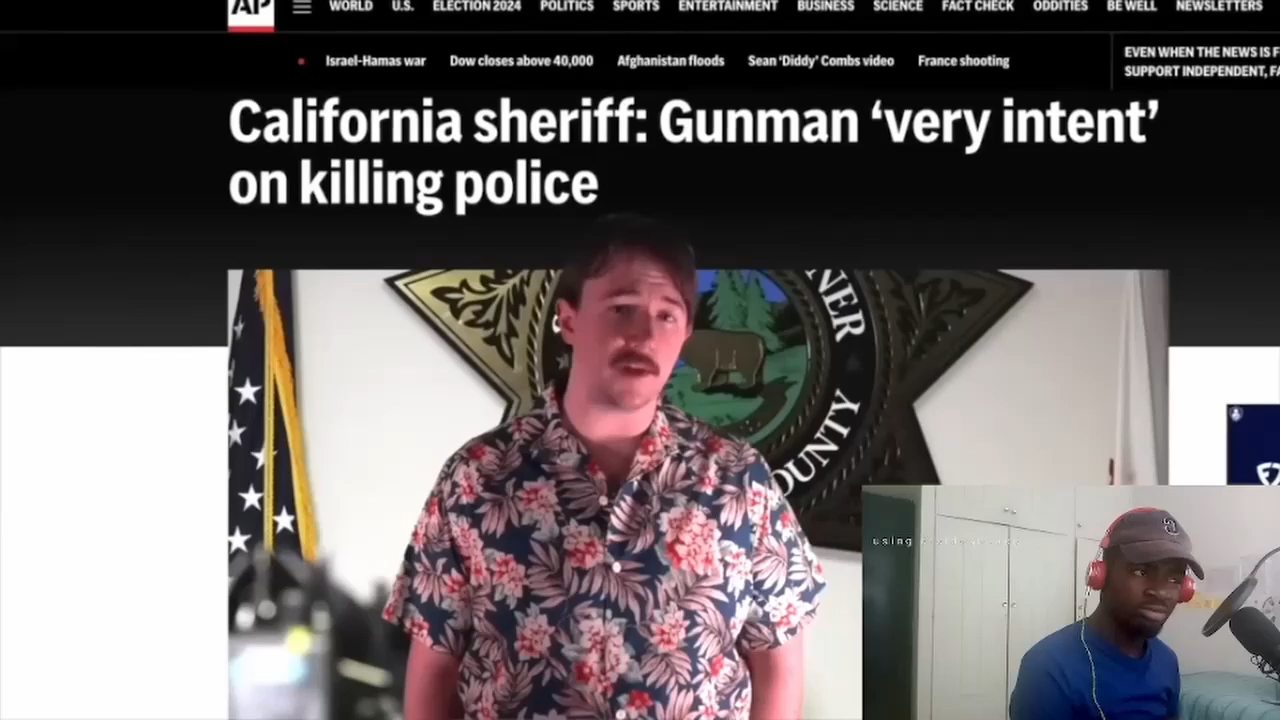 AP
WORLD U.S. ELECTION 2024 POLITICS SPORTS ENTERTAINMENT BUSINESS SCIENCE FACT CHECK ODDITIES BE WELL NEWSLETTERS
Israel-Hamas war Dow closes above 40,000 Afghanistan floods Sean ‘Diddy’ Combs video France shooting
EVEN WHEN THE NEWS IS F
SUPPORT INDEPENDENT, FA
California sheriff: Gunman ‘very intent’
on killing police
NER
OUNTY
using